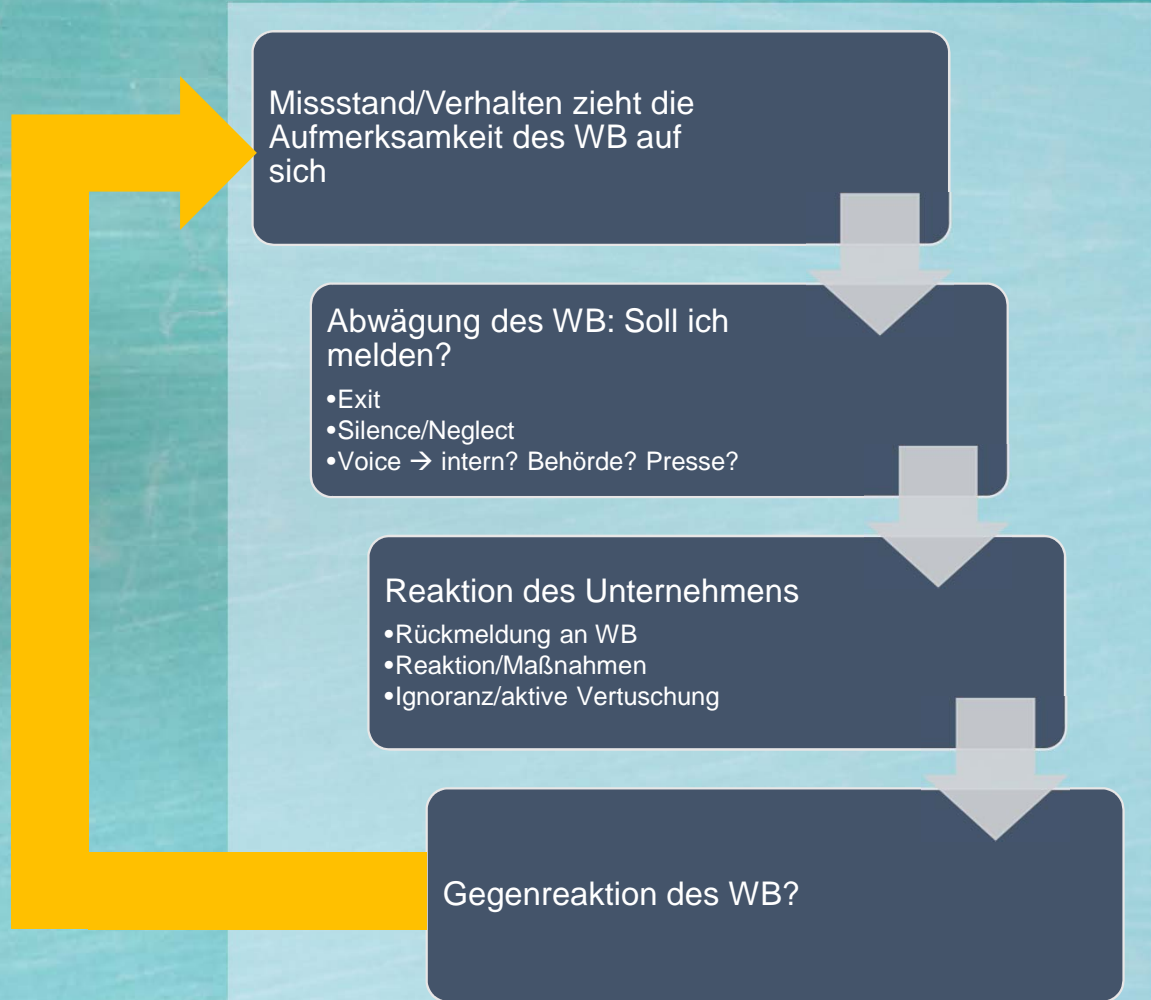 Missstand/Verhalten zieht die
Aufmerksamkeit des WB auf
sich
Abwägung des WB: Soll ich
melden?
•Exit
•Silence/Neglect
•Voice → intern? Behörde? Presse?
Reaktion des Unternehmens
•Rückmeldung an WB
•Reaktion/Maßnahmen
•Ignoranz/aktive Vertuschung
Gegenreaktion des WB?